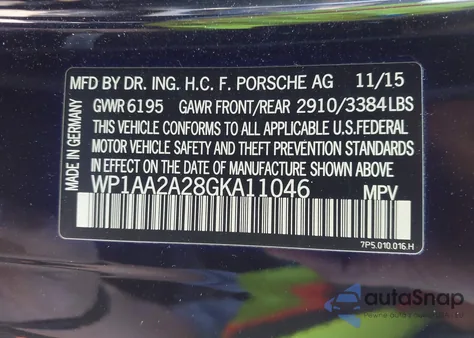 MFD BY DR. ING. H.C. F. PORSCHE AG 11/15
GVWR 6195 GAWR FRONT/REAR 2910/3384 LBS
THIS VEHICLE CONFORMS TO ALL APPLICABLE U.S.FEDERAL
MOTOR VEHICLE SAFETY AND THEFT PREVENTION STANDARDS
IN EFFECT ON THE DATE OF MANUFACTURE SHOWN ABOVE
WP1AA2A28GKA11046 MPV
MADE IN GERMANY
7P5.010.016.H
autoSnap